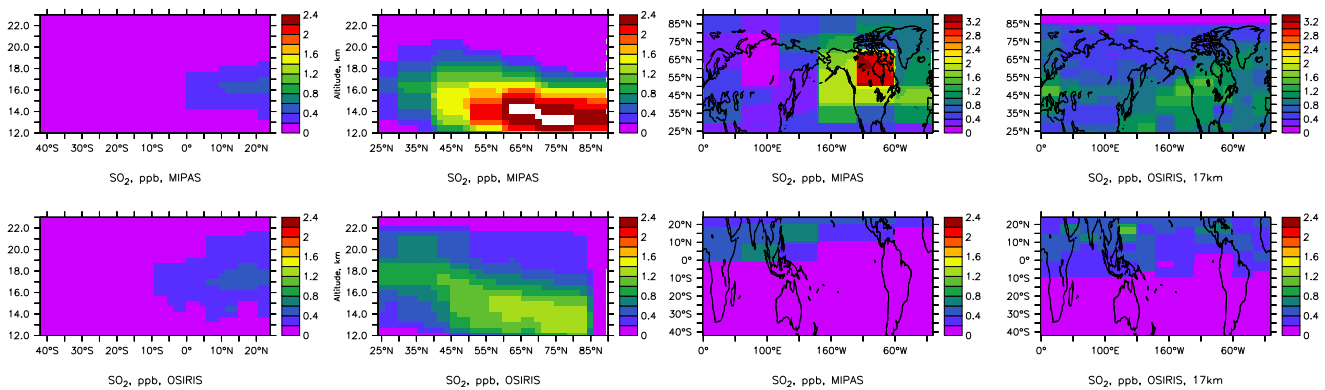 22.0
20.0
18.0
16.0
14.0
12.0
40°S 30°S 20°S 10°S 0° 10°N 20°N
2.4
2
1.6
1.2
0.8
0.4
0
SO2, ppb, MIPAS
Altitude, km
22.0
20.0
18.0
16.0
14.0
12.0
25°N 35°N 45°N 55°N 65°N 75°N 85°N
2.4
2
1.6
1.2
0.8
0.4
0
SO2, ppb, MIPAS
85°N
75°N
65°N
55°N
45°N
35°N
25°N
0° 100°E 160°W 60°W
3.2
2.8
2.4
2
1.6
1.2
0.8
0.4
0
SO2, ppb, MIPAS
85°N
75°N
65°N
55°N
45°N
35°N
25°N
0° 100°E 160°W 60°W
3.2
2.8
2.4
2
1.6
1.2
0.8
0.4
0
SO2, ppb, OSIRIS, 17km
22.0
20.0
18.0
16.0
14.0
12.0
40°S 30°S 20°S 10°S 0° 10°N 20°N
2.4
2
1.6
1.2
0.8
0.4
0
SO2, ppb, OSIRIS
Altitude, km
22.0
20.0
18.0
16.0
14.0
12.0
25°N 35°N 45°N 55°N 65°N 75°N 85°N
2.4
2
1.6
1.2
0.8
0.4
0
SO2, ppb, OSIRIS
20°N
10°N
0°
10°S
20°S
30°S
40°S
0° 100°E 160°W 60°W
2.4
2
1.6
1.2
0.8
0.4
0
SO2, ppb, MIPAS
20°N
10°N
0°
10°S
20°S
30°S
40°S
0° 100°E 160°W 60°W
2.4
2
1.6
1.2
0.8
0.4
0
SO2, ppb, OSIRIS, 17km